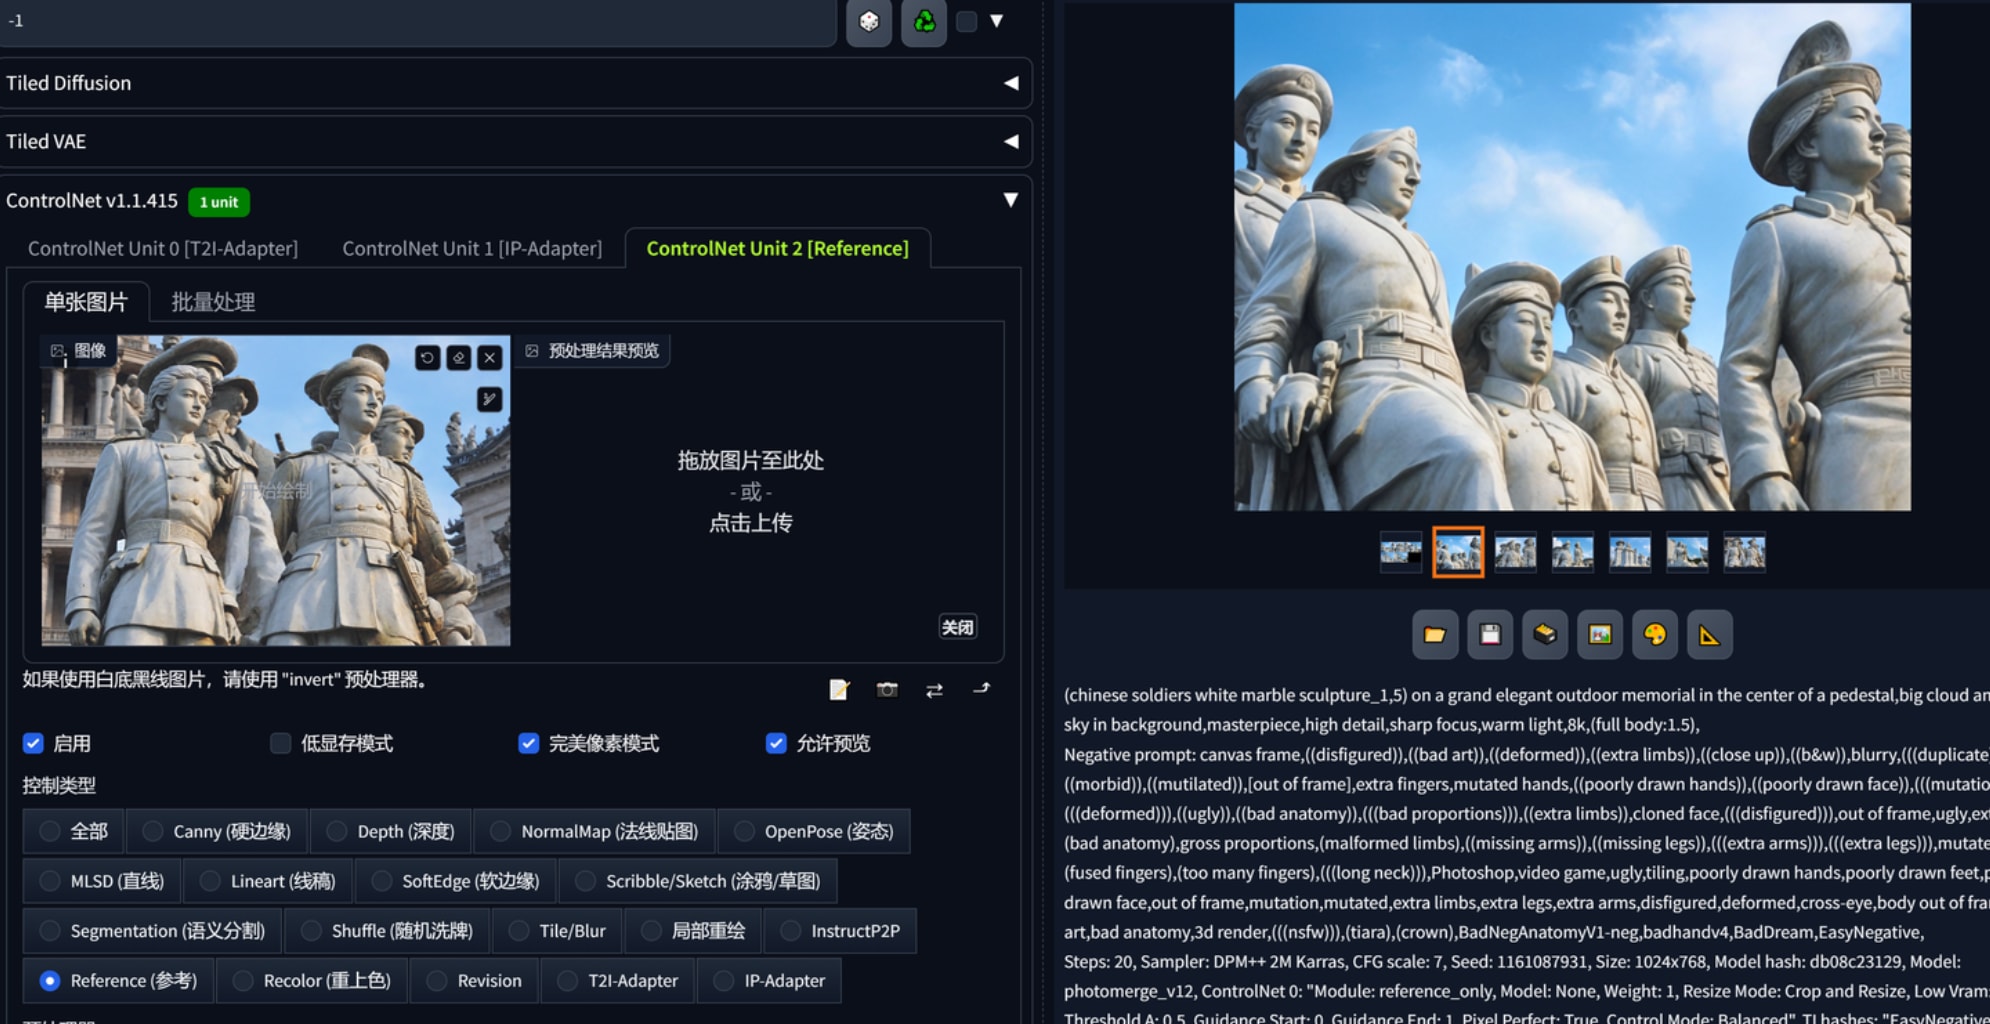 -1
Tiled Diffusion
Tiled VAE
ControlNet v1.1.415 1 unit
ControlNet Unit 0 [T2I-Adapter] ControlNet Unit 1 [IP-Adapter] ControlNet Unit 2 [Reference]
单张图片 批量处理
图像 预处理结果预览
开始绘制
拖放图片至此处
- 或 -
点击上传
关闭
如果使用白底黑线图片，请使用 "invert" 预处理器。
启用 低显存模式 完美像素模式 允许预览
控制类型
全部 Canny (硬边缘) Depth (深度) NormalMap (法线贴图) OpenPose (姿态)
MLSD (直线) Lineart (线稿) SoftEdge (软边缘) Scribble/Sketch (涂鸦/草图)
Segmentation (语义分割) Shuffle (随机洗牌) Tile/Blur 局部重绘 InstructP2P
Reference (参考) Recolor (重上色) Revision T2I-Adapter IP-Adapter
(chinese soldiers white marble sculpture_1,5) on a grand elegant outdoor memorial in the center of a pedestal,big cloud an
sky in background,masterpiece,high detail,sharp focus,warm light,8k,(full body:1.5),
Negative prompt: canvas frame,((disfigured)),((bad art)),((deformed)),((extra limbs)),((close up)),((b&w)),blurry,(((duplicate
((morbid)),((mutilated)),[out of frame],extra fingers,mutated hands,((poorly drawn hands)),((poorly drawn face)),(((mutatio
(((deformed))),((ugly)),((bad anatomy)),(((bad proportions))),((extra limbs)),cloned face,(((disfigured))),out of frame,ugly,ex
(bad anatomy),gross proportions,(malformed limbs),((missing arms)),((missing legs)),(((extra arms))),(((extra legs))),mutate
(fused fingers),(too many fingers),(((long neck))),Photoshop,video game,ugly,tiling,poorly drawn hands,poorly drawn feet,p
drawn face,out of frame,mutation,mutated,extra limbs,extra legs,extra arms,disfigured,deformed,cross-eye,body out of fra
art,bad anatomy,3d render,(((nsfw))),(tiara),(crown),BadNegAnatomyV1-neg,badhandv4,BadDream,EasyNegative,
Steps: 20, Sampler: DPM++ 2M Karras, CFG scale: 7, Seed: 1161087931, Size: 1024x768, Model hash: db08c23129, Model:
photomerge_v12, ControlNet 0: "Module: reference_only, Model: None, Weight: 1, Resize Mode: Crop and Resize, Low Vram:
Threshold A: 0.5, Guidance Start: 0, Guidance End: 1, Pixel Perfect: True, Control Mode: Balanced", TI hashes: "EasyNegative